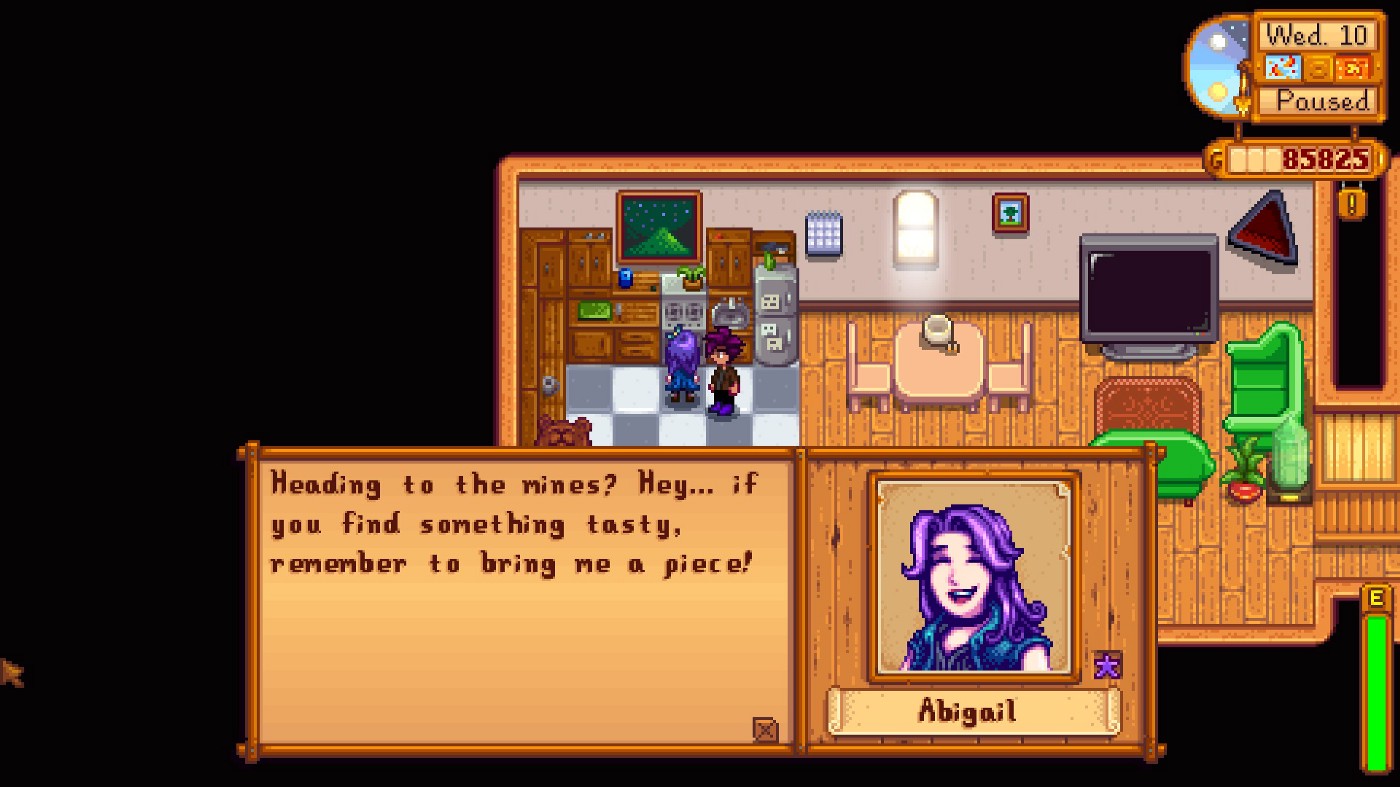 Wed. 10
Paused
G 85825
!
Heading to the mines? Hey... if
you find something tasty,
remember to bring me a piece!
Abigail
E